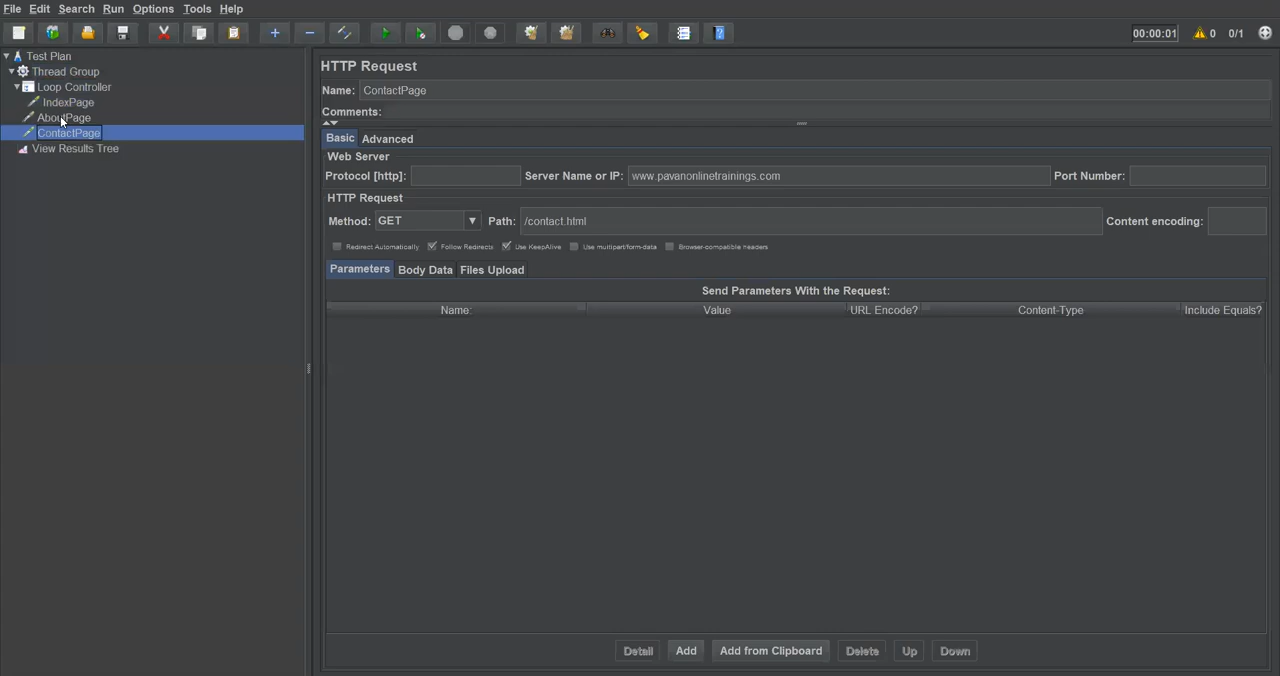 File Edit Search Run Options Tools Help
00:00:01 0 0/1
Test Plan
Thread Group
Loop Controller
IndexPage
AboutPage
ContactPage
View Results Tree
HTTP Request
Name: ContactPage
Comments:
Basic Advanced
Web Server
Protocol [http]: Server Name or IP: www.pavanonlinetrainings.com Port Number:
HTTP Request
Method: GET Path: /contact.html Content encoding:
Redirect Automatically Follow Redirects Use KeepAlive Use multipart/form-data Browser-compatible headers
Parameters Body Data Files Upload
Send Parameters With the Request:
Name: Value URL Encode? Content-Type Include Equals?
Detail Add Add from Clipboard Delete Up Down